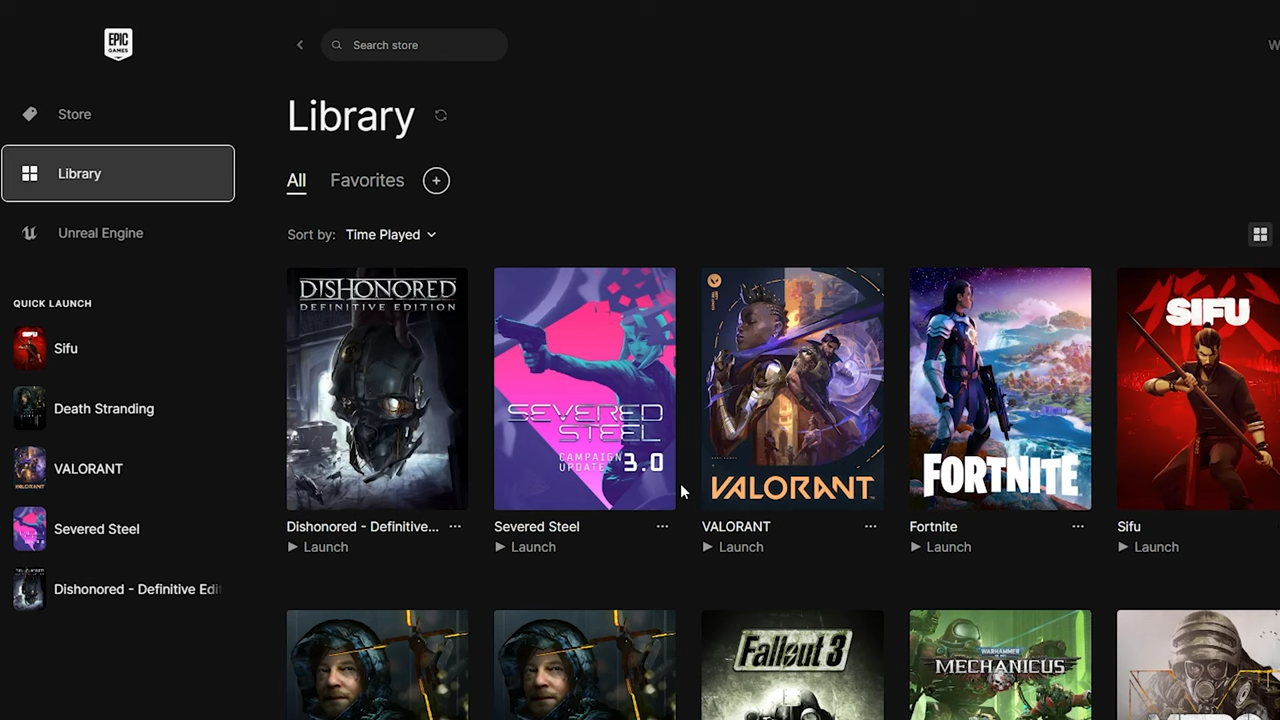 EPIC
GAMES
Search store
W
Store
Library
Unreal Engine
QUICK LAUNCH
Sifu
Death Stranding
VALORANT
Severed Steel
Dishonored - Definitive Edi
Library
All
Favorites
+
Sort by: Time Played
DISHONORED
DEFINITIVE EDITION
SEVERED
STEEL
CAMPAIGN
UPDATE 3.0
VALORANT
FORTNITE
SIFU
Dishonored - Definitive...
Severed Steel
VALORANT
Fortnite
Sifu
Launch
Launch
Launch
Launch
Launch
Fallout 3
WARHAMMER
MECHANICUS